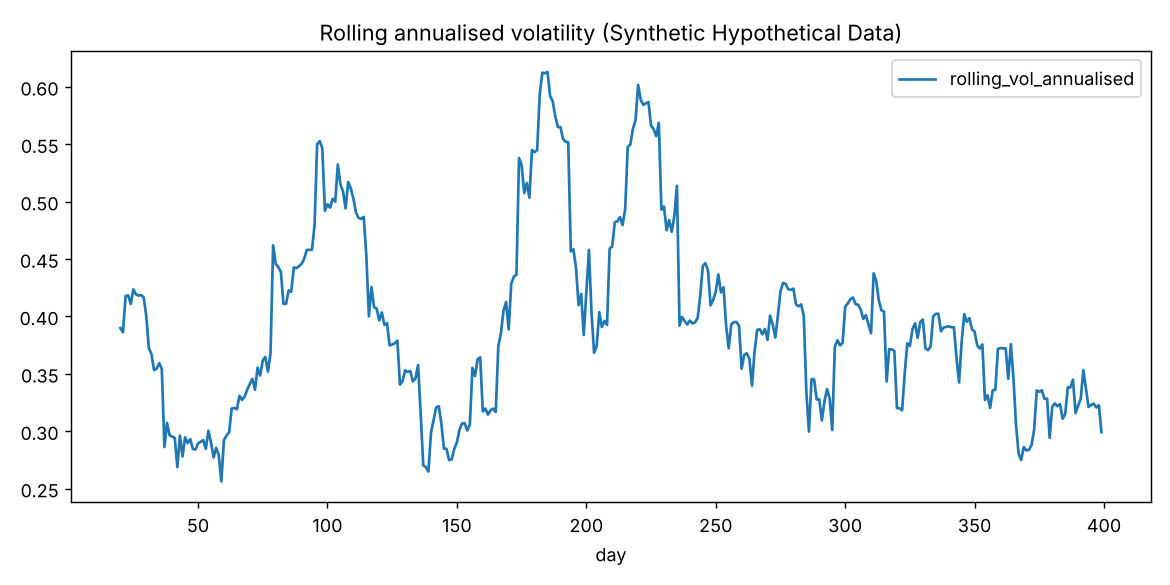 Rolling annualised volatility (Synthetic Hypothetical Data)
rolling_vol_annualised
0.60
0.55
0.50
0.45
0.40
0.35
0.30
0.25
50 100 150 200 250 300 350 400
day